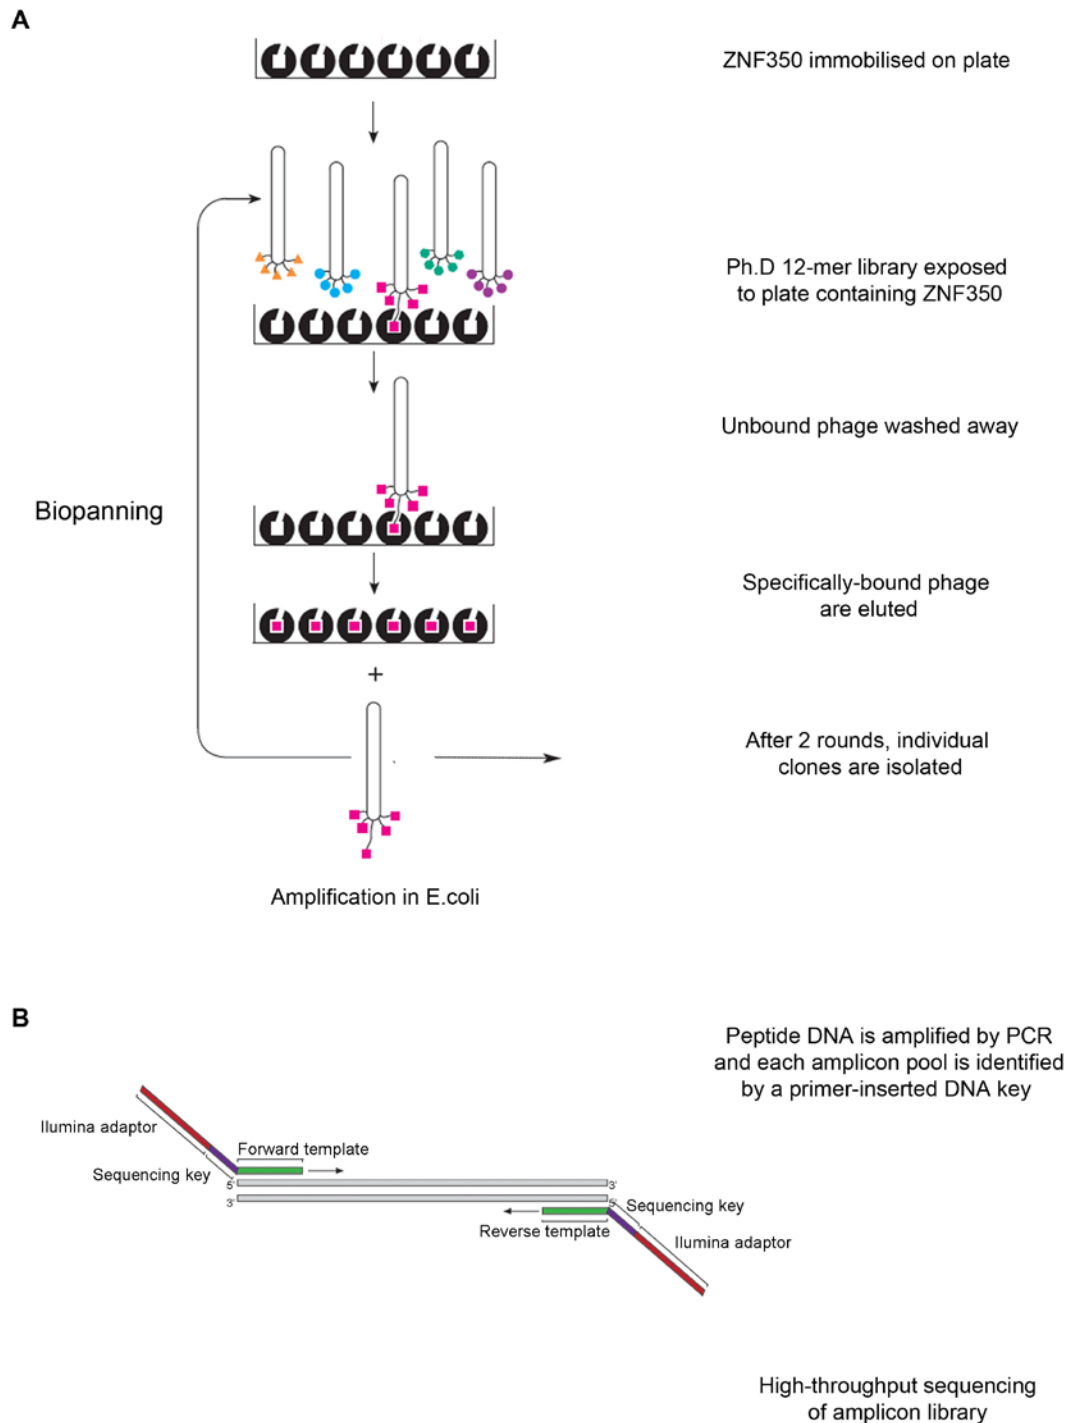 A
ZNF350 immobilised on plate
Ph.D 12-mer library exposed
to plate containing ZNF350
Unbound phage washed away
Biopanning
Specifically-bound phage
are eluted
+
After 2 rounds, individual
clones are isolated
Amplification in E.coli
B
Peptide DNA is amplified by PCR
and each amplicon pool is identified
by a primer-inserted DNA key
Ilumina adaptor
Forward template
Sequencing key
5'
3'
3'
5'
Sequencing key
Reverse template
Ilumina adaptor
High-throughput sequencing
of amplicon library